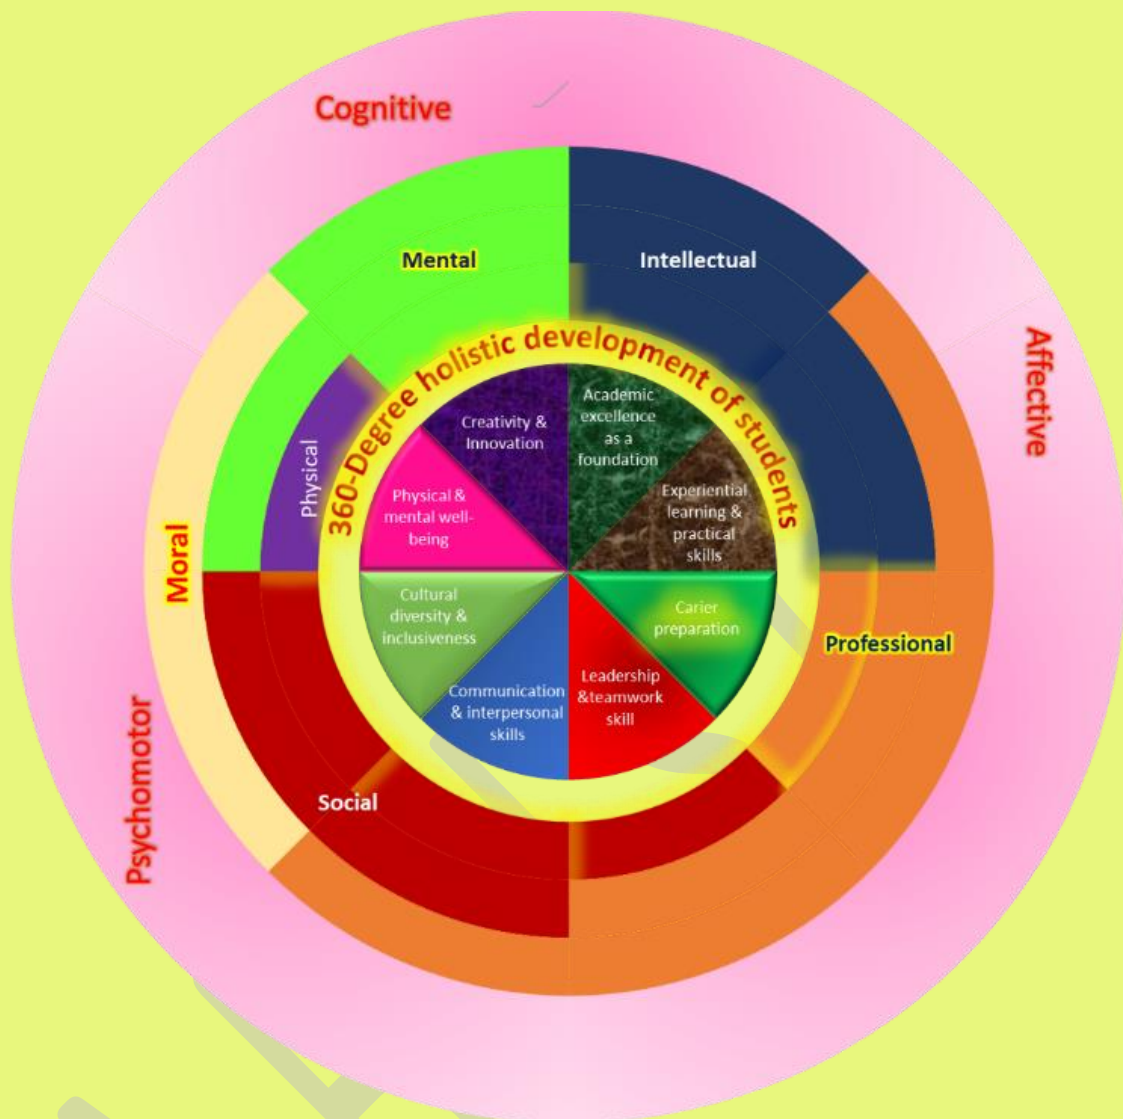 Cognitive
Mental
Intellectual
Affective
360-Degree holistic development of students
Physical
Moral
Professional
Psychomotor
Social
Creativity &
Innovation
Academic
excellence
as a
foundation
Experiential
learning &
practical
skills
Carier
preparation
Leadership
&teamwork
skill
Communication
& interpersonal
skills
Cultural
diversity &
inclusiveness
Physical &
mental well-
being